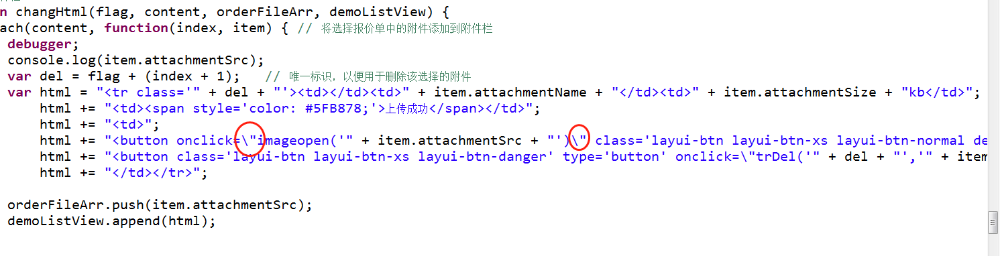 n changHtml(flag, content, orderFileArr, demoListView) {
ach(content, function(index, item) { // 将选择报价单中的附件添加到附件栏
debugger;
console.log(item.attachmentSrc);
var del = flag + (index + 1);   // 唯一标识，以便用于删除该选择的附件
var html = "<tr class='" + del + "'><td></td><td>" + item.attachmentName + "</td><td>" + item.attachmentSize + "kb</td>";
html += "<td><span style='color: #5FB878;'>上传成功</span></td>";
html += "<td>";
html += "<button onclick=\"imageopen('" + item.attachmentSrc + "')\" class='layui-btn layui-btn-xs layui-btn-normal de
html += "<button class='layui-btn layui-btn-xs layui-btn-danger' type='button' onclick=\"trDel('" + del + "','" + item
html += "</td></tr>";
orderFileArr.push(item.attachmentSrc);
demoListView.append(html);